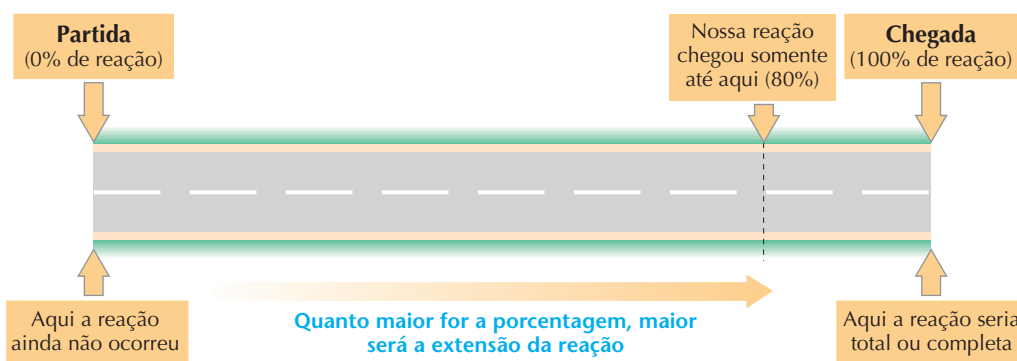 Partida
(0% de reação)
Nossa reação
chegou somente
até aqui (80%)
Chegada
(100% de reação)
Aqui a reação
ainda não ocorreu
Quanto maior for a porcentagem, maior
será a extensão da reação
Aqui a reação seria
total ou completa